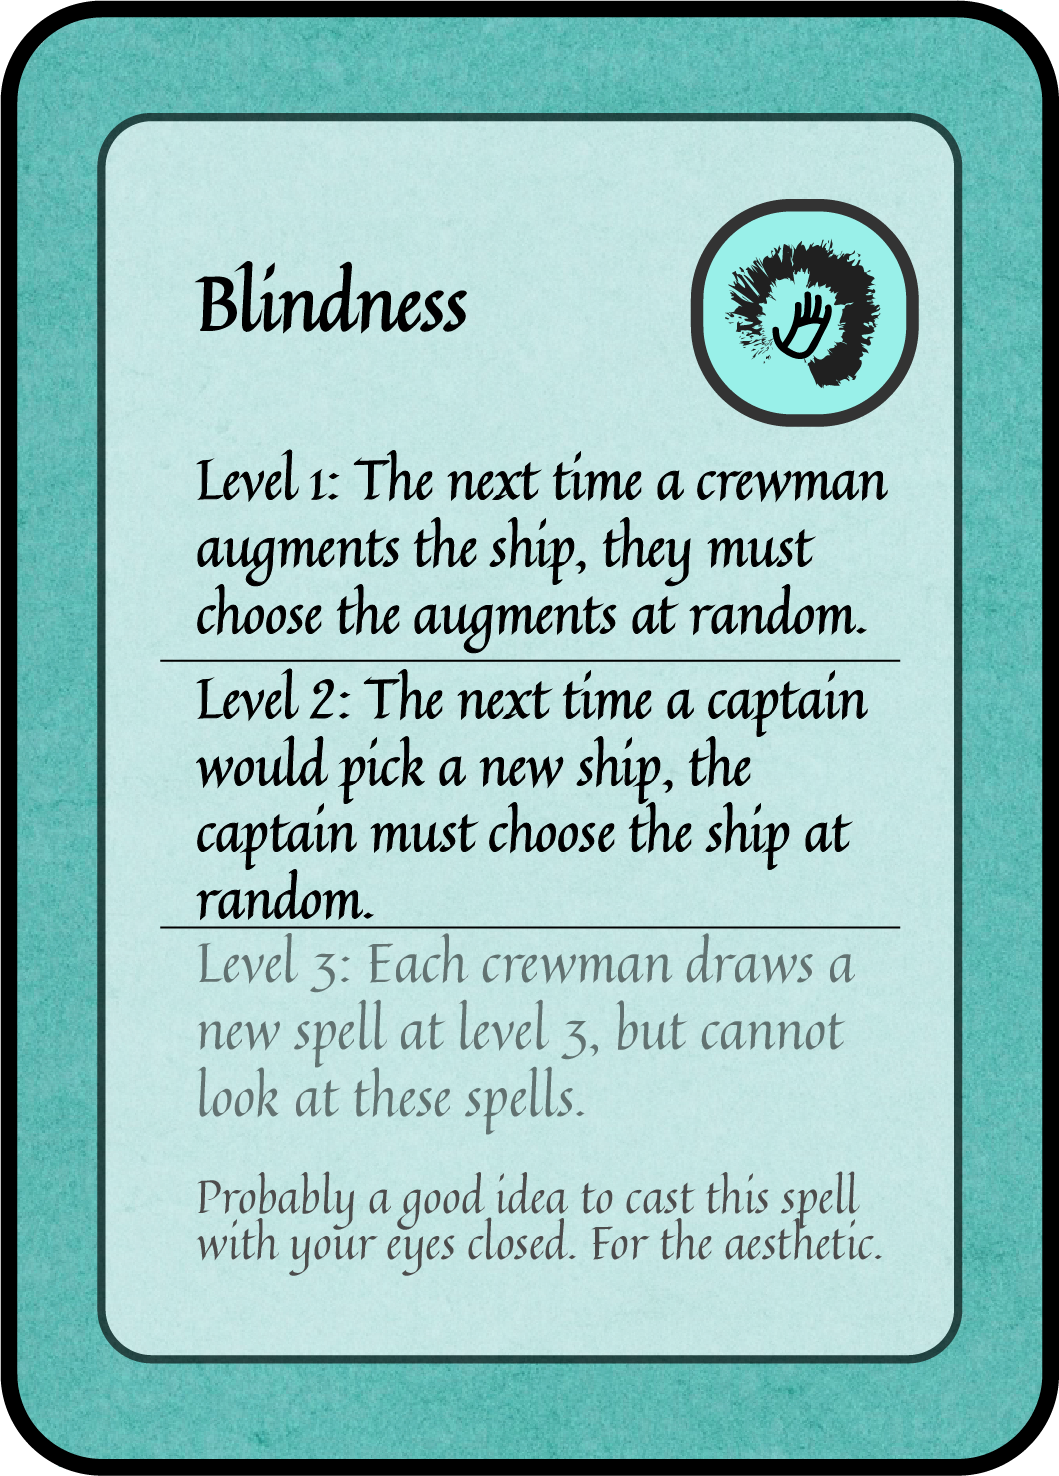 Blindness
Level 1: The next time a crewman
augments the ship, they must
choose the augments at random.
Level 2: The next time a captain
would pick a new ship, the
captain must choose the ship at
random.
Level 3: Each crewman draws a
new spell at level 3, but cannot
look at these spells.
Probably a good idea to cast this spell
with your eyes closed. For the aesthetic.